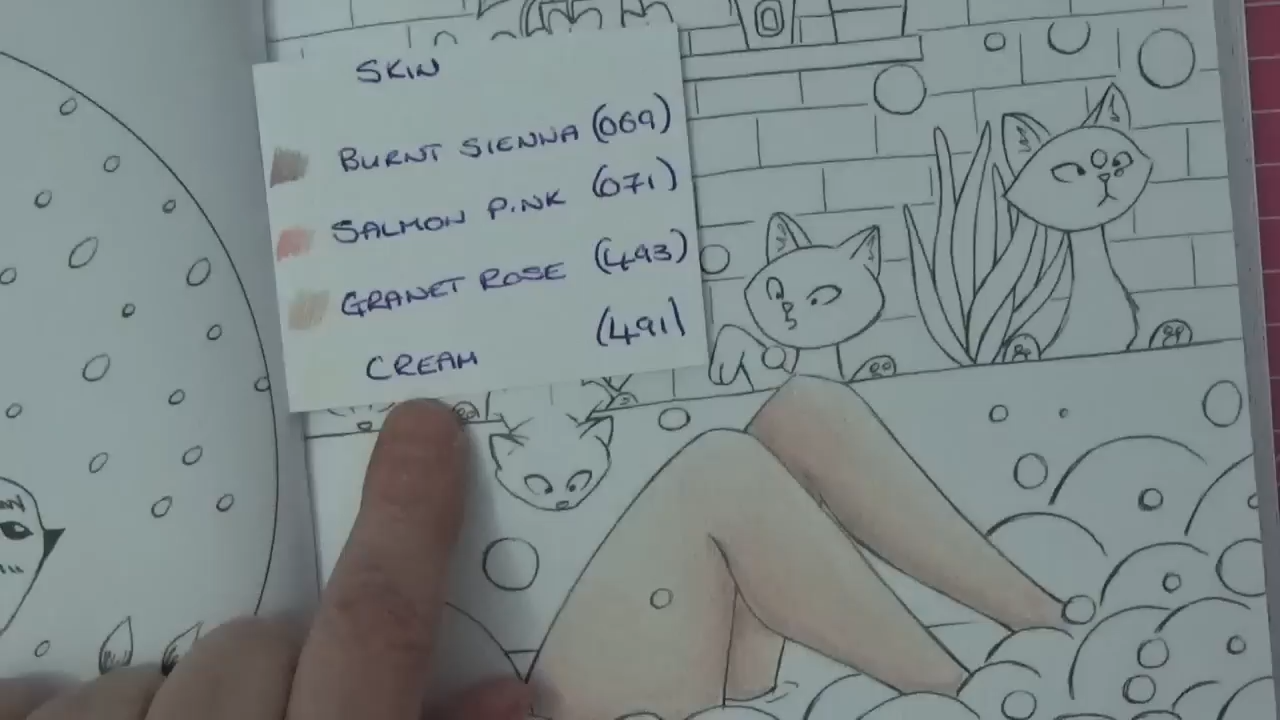 SKIN
BURNT SIENNA (069)
SALMON PINK (071)
GRANET ROSE (493)
CREAM (491)